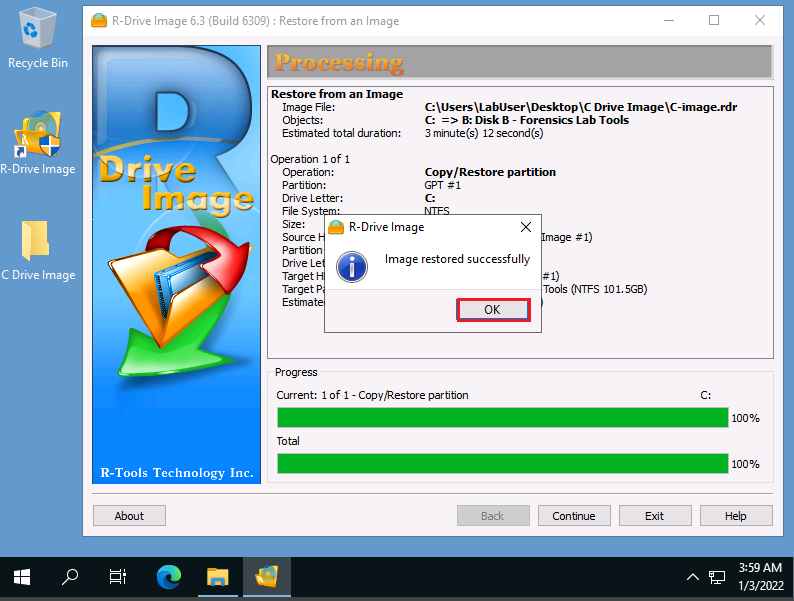 R-Drive Image 6.3 (Build 6309) : Restore from an Image
Recycle Bin
R-Drive Image
C Drive Image
R
Drive
Image
R-Tools Technology Inc.
Processing
Restore from an Image
Image File: C:\Users\LabUser\Desktop\C Drive Image\C-image.rdr
Objects: C: => B: Disk B - Forensics Lab Tools
Estimated total duration: 3 minute(s) 12 second(s)
Operation 1 of 1
Operation: Copy/Restore partition
Partition: GPT #1
Drive Letter: C:
File System: NTFS
Size:
Source H Image #1)
Partition
Drive Let
Target H #1)
Target Pa Tools (NTFS 101.5GB)
Estimate
R-Drive Image
Image restored successfully
OK
Progress
Current: 1 of 1 - Copy/Restore partition C:
100%
Total
100%
About
Back
Continue
Exit
Help
3:59 AM
1/3/2022